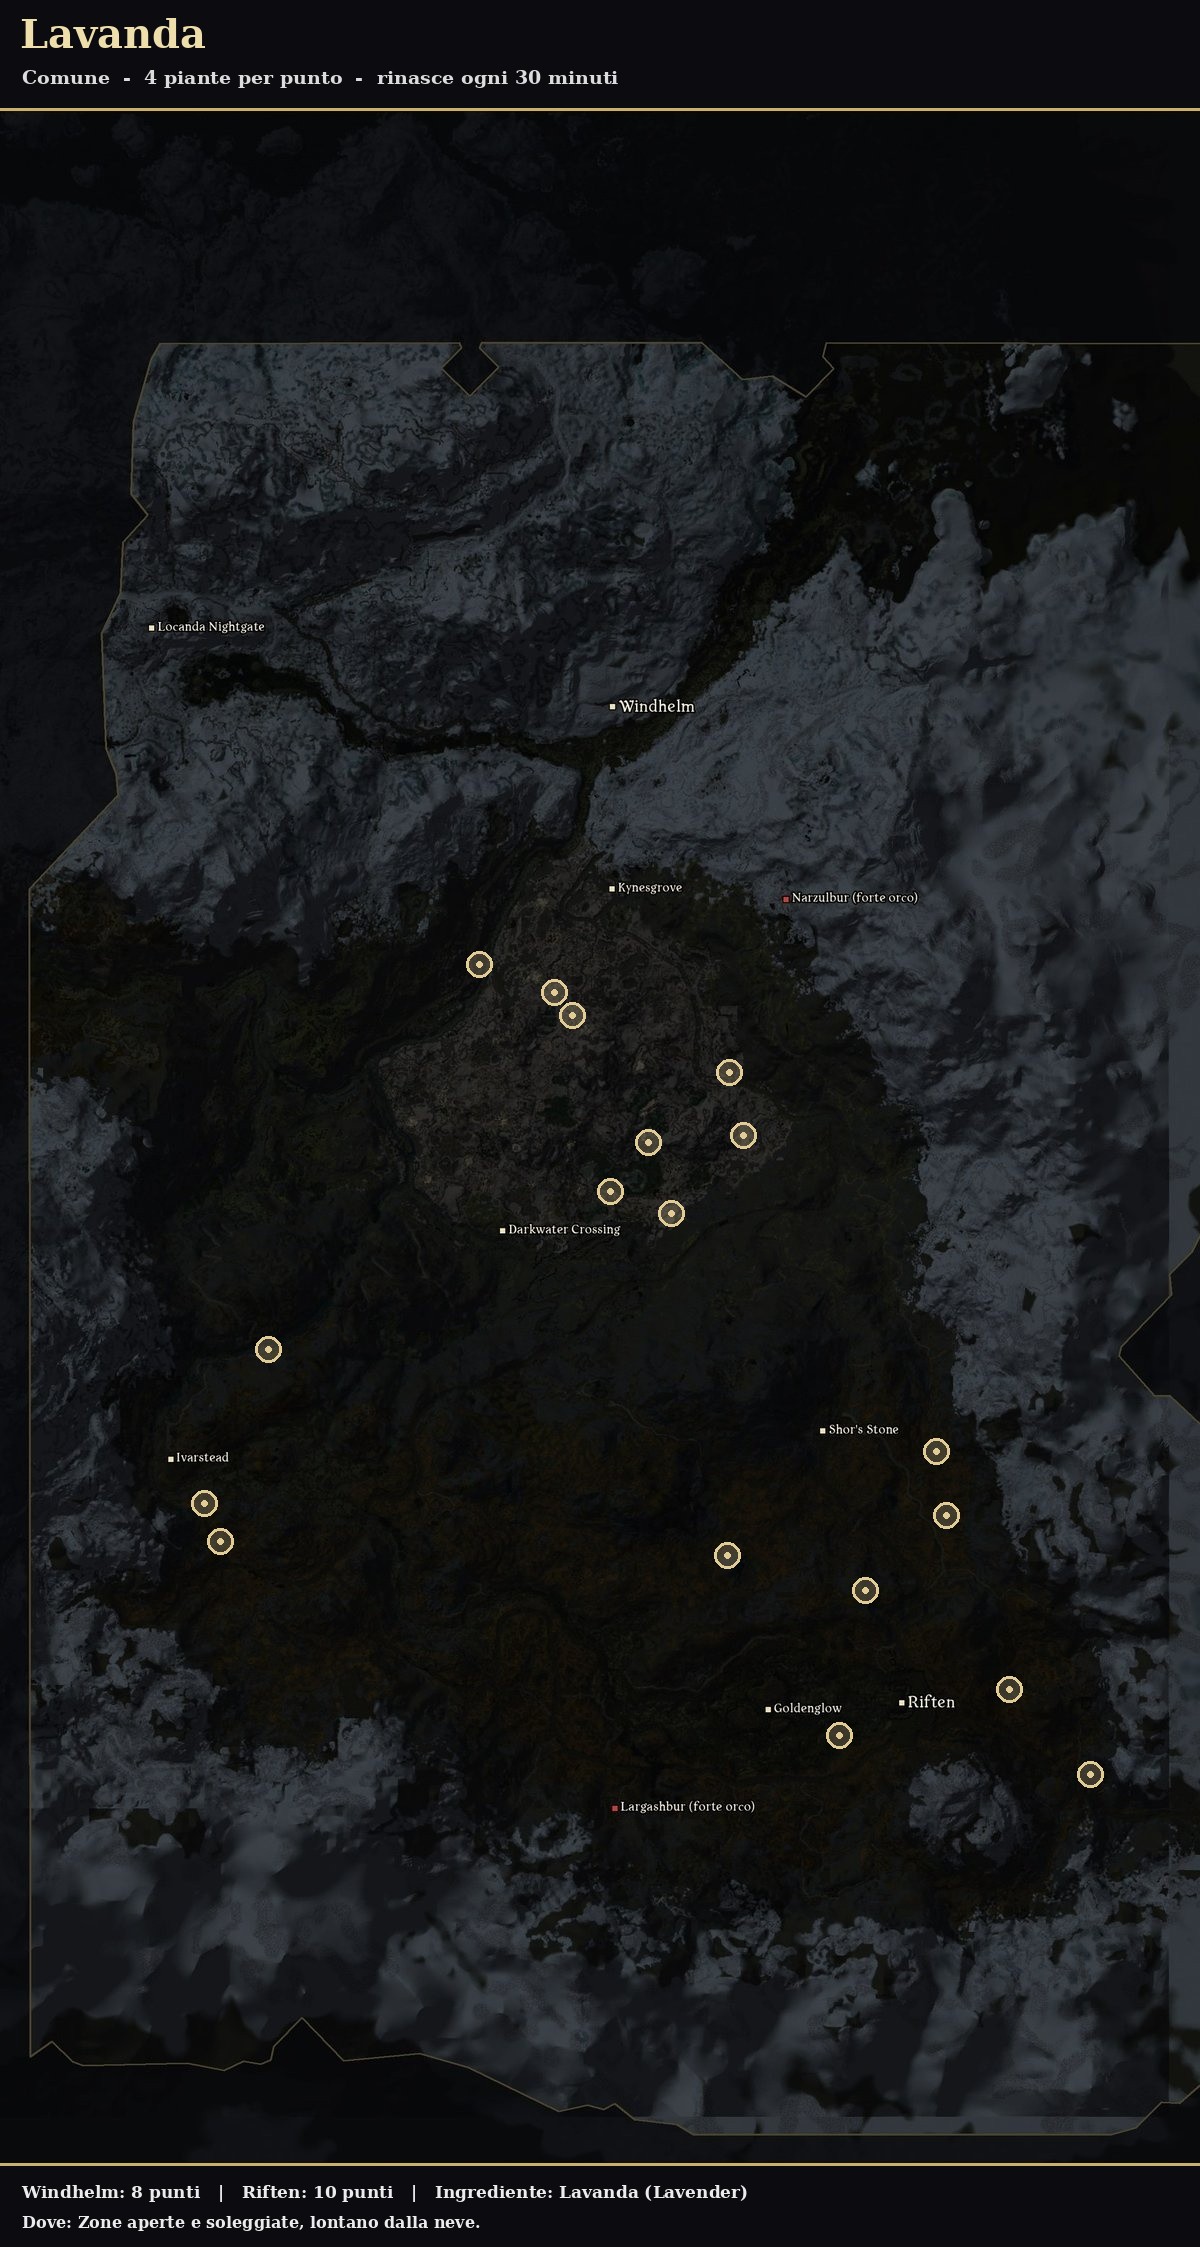 Lavanda
Comune - 4 piante per punto - rinasce ogni 30 minuti
Locanda Nightgate
Windhelm
Kynesgrove
Narzulbur (forte orco)
Darkwater Crossing
Shor's Stone
Ivarstead
Riften
Goldenglow
Largashbur (forte orco)
Windhelm: 8 punti | Riften: 10 punti | Ingrediente: Lavanda (Lavender)
Dove: Zone aperte e soleggiate, lontano dalla neve.